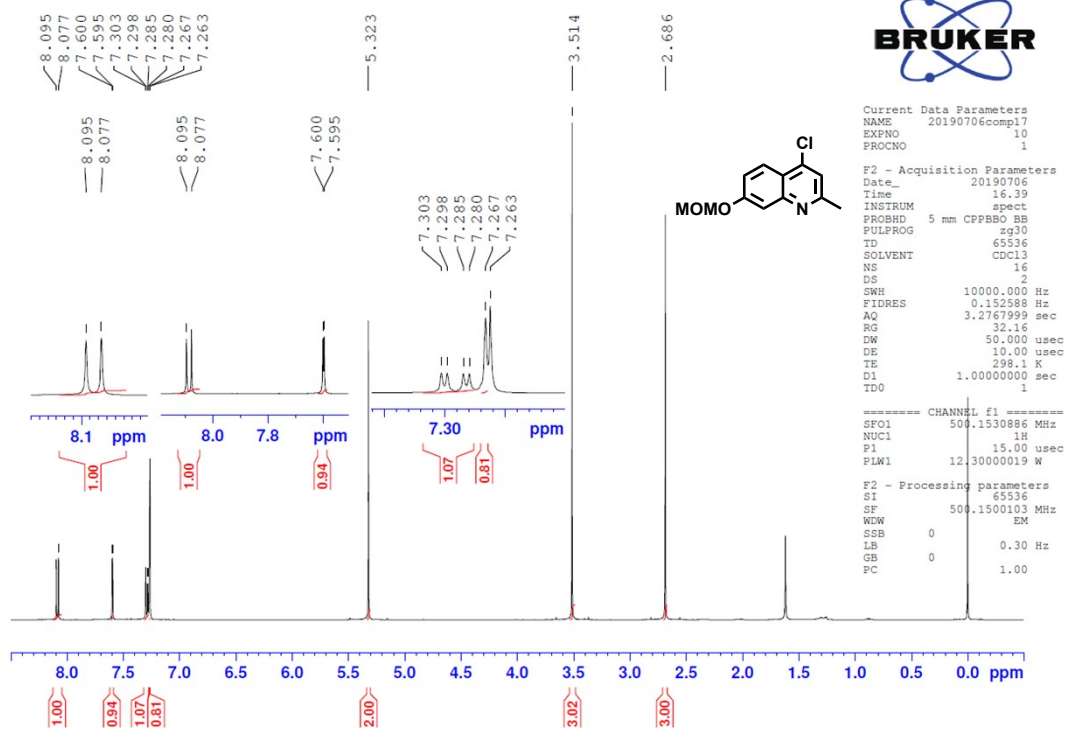 8.095
8.077
7.600
7.595
7.303
7.298
7.285
7.280
7.267
7.263
5.323
3.514
2.686
BRUKER
8.095
8.077
8.095
8.077
7.600
7.595
7.303
7.298
7.285
7.280
7.267
7.263
Cl
MOMO
N
Current Data Parameters
NAME 20190706comp17
EXPNO 10
PROCNO 1
F2 - Acquisition Parameters
Date_ 20190706
Time 16.39
INSTRUM spect
PROBHD 5 mm CPPBBO BB
PULPROG zg30
TD 65536
SOLVENT CDCl3
NS 16
DS 2
SWH 10000.000 Hz
FIDRES 0.152588 Hz
AQ 3.2767999 sec
RG 32.16
DW 50.000 usec
DE 10.00 usec
TE 298.1 K
D1 1.00000000 sec
TD0 1
======== CHANNEL f1 ========
SFO1 500.1530886 MHz
NUC1 1H
P1 15.00 usec
PLW1 12.30000019 W
F2 - Processing parameters
SI 65536
SF 500.1500103 MHz
WDW EM
SSB 0
LB 0.30 Hz
GB 0
PC 1.00
8.1 ppm
8.0 7.8 ppm
7.30 ppm
1.00
1.00
0.94
1.07
0.81
8.0 7.5 7.0 6.5 6.0 5.5 5.0 4.5 4.0 3.5 3.0 2.5 2.0 1.5 1.0 0.5 0.0 ppm
1.00
0.94
1.07
0.81
2.00
3.02
3.00